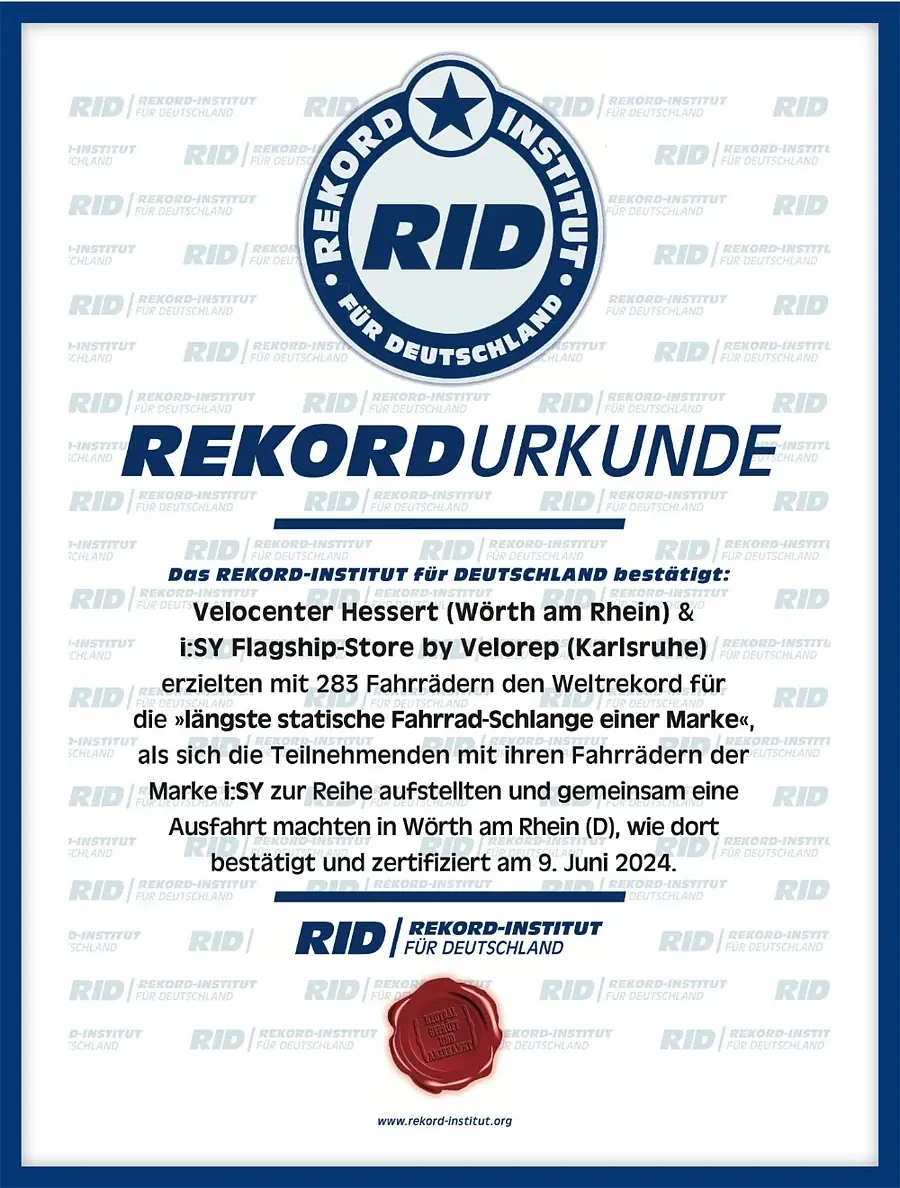 REKORD INSTITUT
RID
FÜR DEUTSCHLAND
REKORDURKUNDE
Das REKORD-INSTITUT für DEUTSCHLAND bestätigt:
Velocenter Hessert (Wörth am Rhein) &
i:SY Flagship-Store by Velorep (Karlsruhe)
erzielten mit 283 Fahrrädern den Weltrekord für
die »längste statische Fahrrad-Schlange einer Marke«,
als sich die Teilnehmenden mit ihren Fahrrädern der
Marke i:SY zur Reihe aufstellten und gemeinsam eine
Ausfahrt machten in Wörth am Rhein (D), wie dort
bestätigt und zertifiziert am 9. Juni 2024.
RID REKORD-INSTITUT
FÜR DEUTSCHLAND
NEUTRAL
GEPRÜFT
UND
ANERKANNT
www.rekord-institut.org